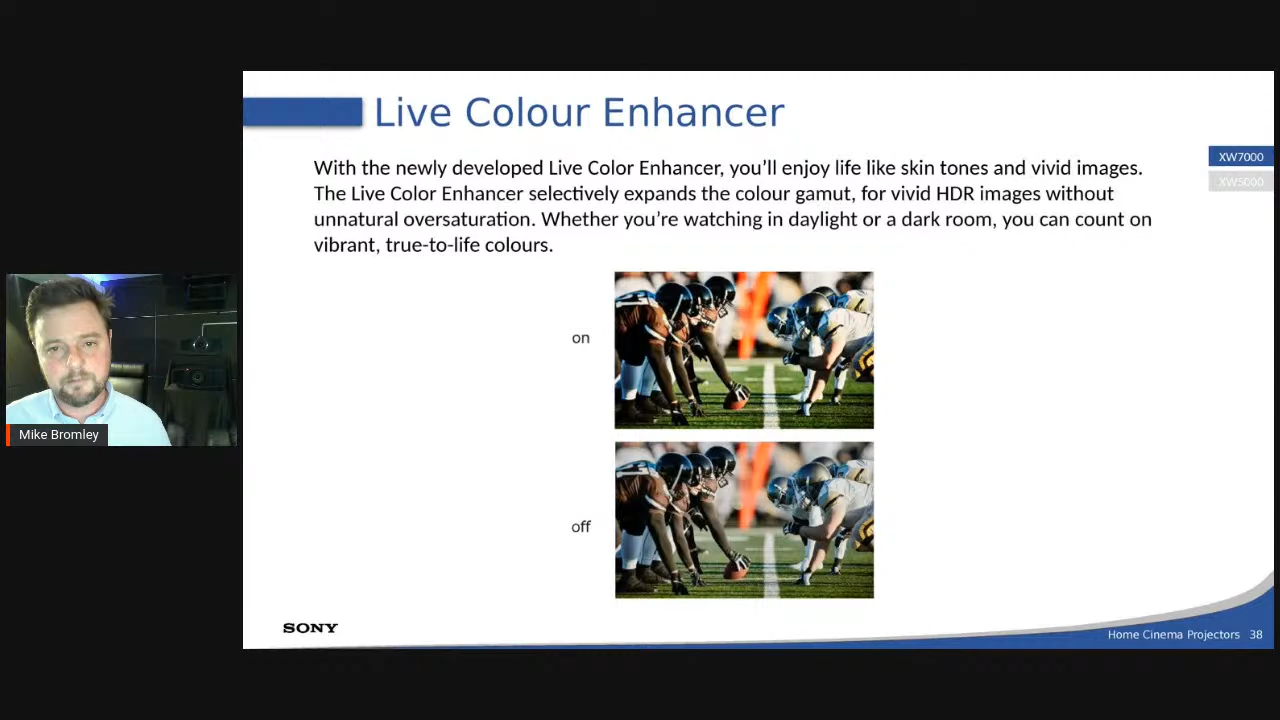 Live Colour Enhancer
With the newly developed Live Color Enhancer, you’ll enjoy life like skin tones and vivid images.
The Live Color Enhancer selectively expands the colour gamut, for vivid HDR images without
unnatural oversaturation. Whether you’re watching in daylight or a dark room, you can count on
vibrant, true-to-life colours.
XW7000
XW5000
on
off
Mike Bromley
SONY
Home Cinema Projectors 38